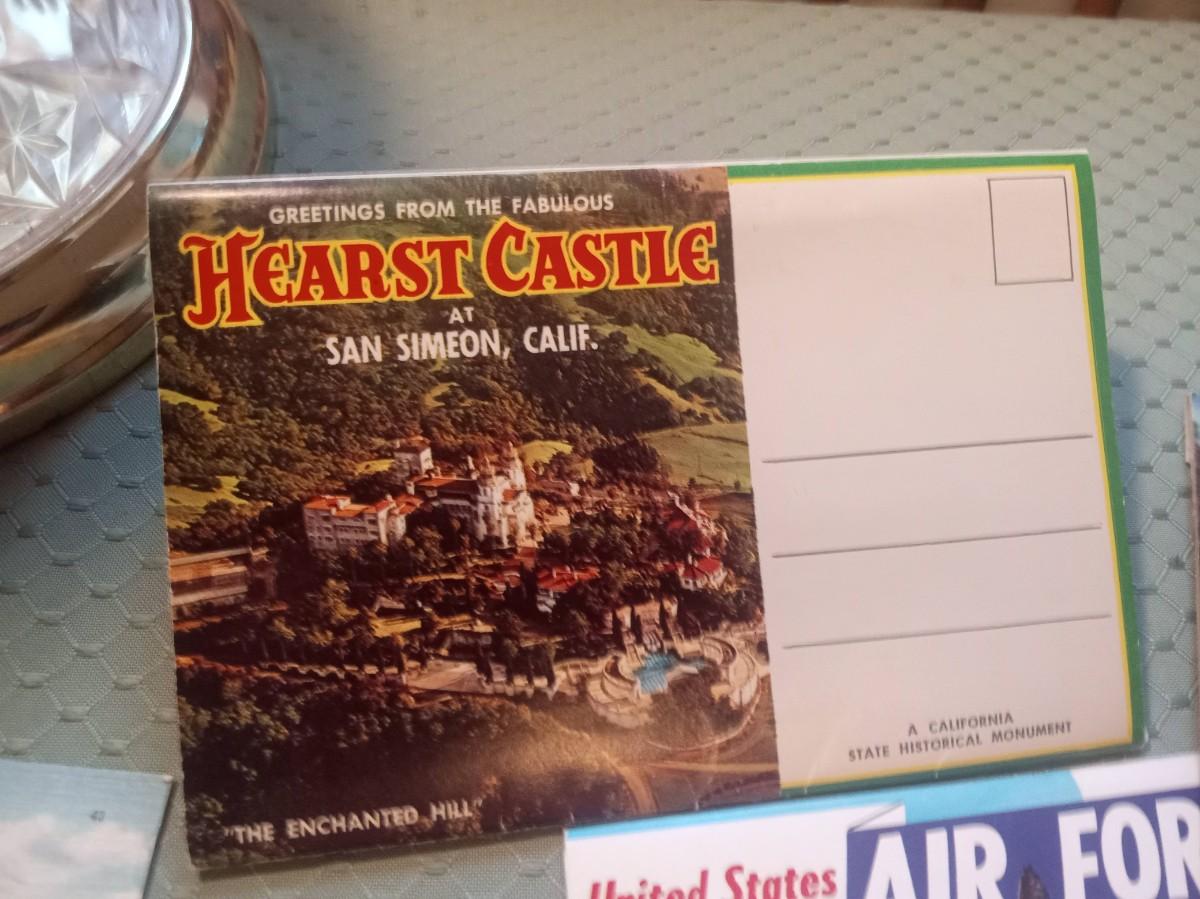 GREETINGS FROM THE FABULOUS
HEARST CASTLE
AT
SAN SIMEON, CALIF.
"THE ENCHANTED HILL"
A CALIFORNIA
STATE HISTORICAL MONUMENT
United States
AIR FOR